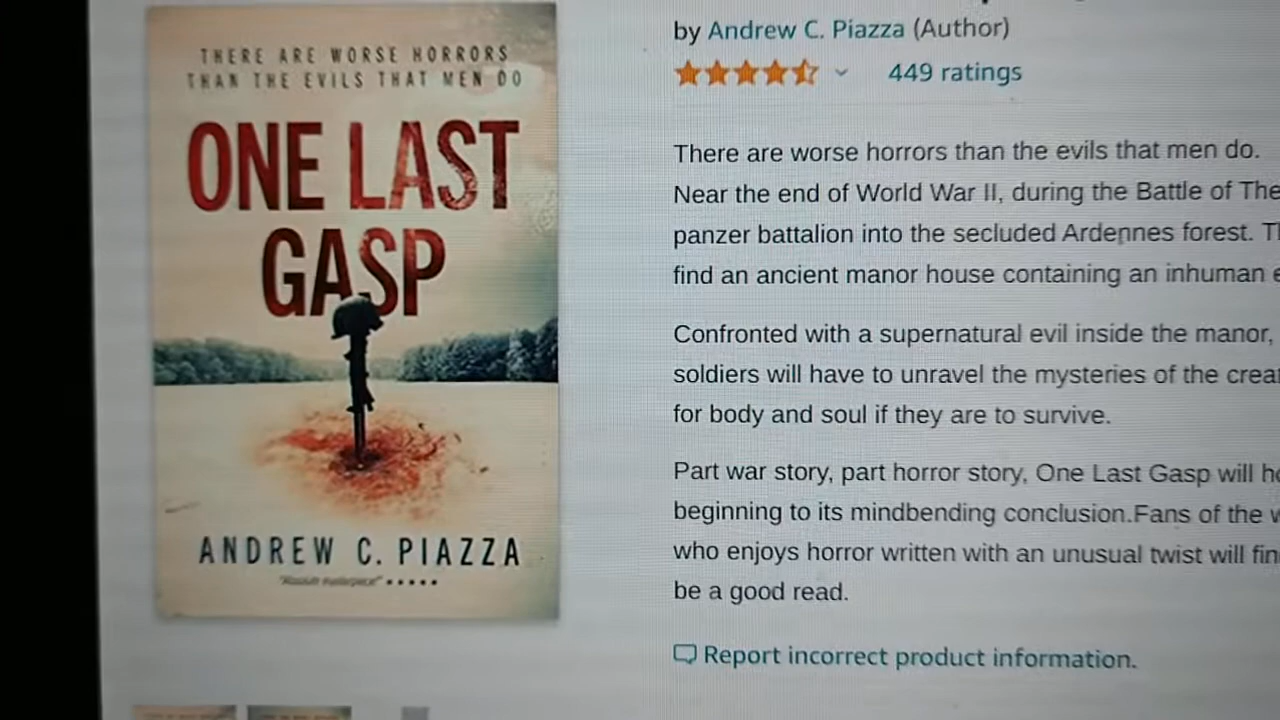 THERE ARE WORSE HORRORS
THAN THE EVILS THAT MEN DO
ONE LAST
GASP
ANDREW C. PIAZZA
"Absolute masterpiece"
by Andrew C. Piazza (Author)
449 ratings
There are worse horrors than the evils that men do.
Near the end of World War II, during the Battle of The
panzer battalion into the secluded Ardennes forest.
find an ancient manor house containing an inhuman
Confronted with a supernatural evil inside the manor,
soldiers will have to unravel the mysteries of the
for body and soul if they are to survive.
Part war story, part horror story, One Last Gasp will
beginning to its mindbending conclusion.Fans of the
who enjoys horror written with an unusual twist will
be a good read.
Report incorrect product information.